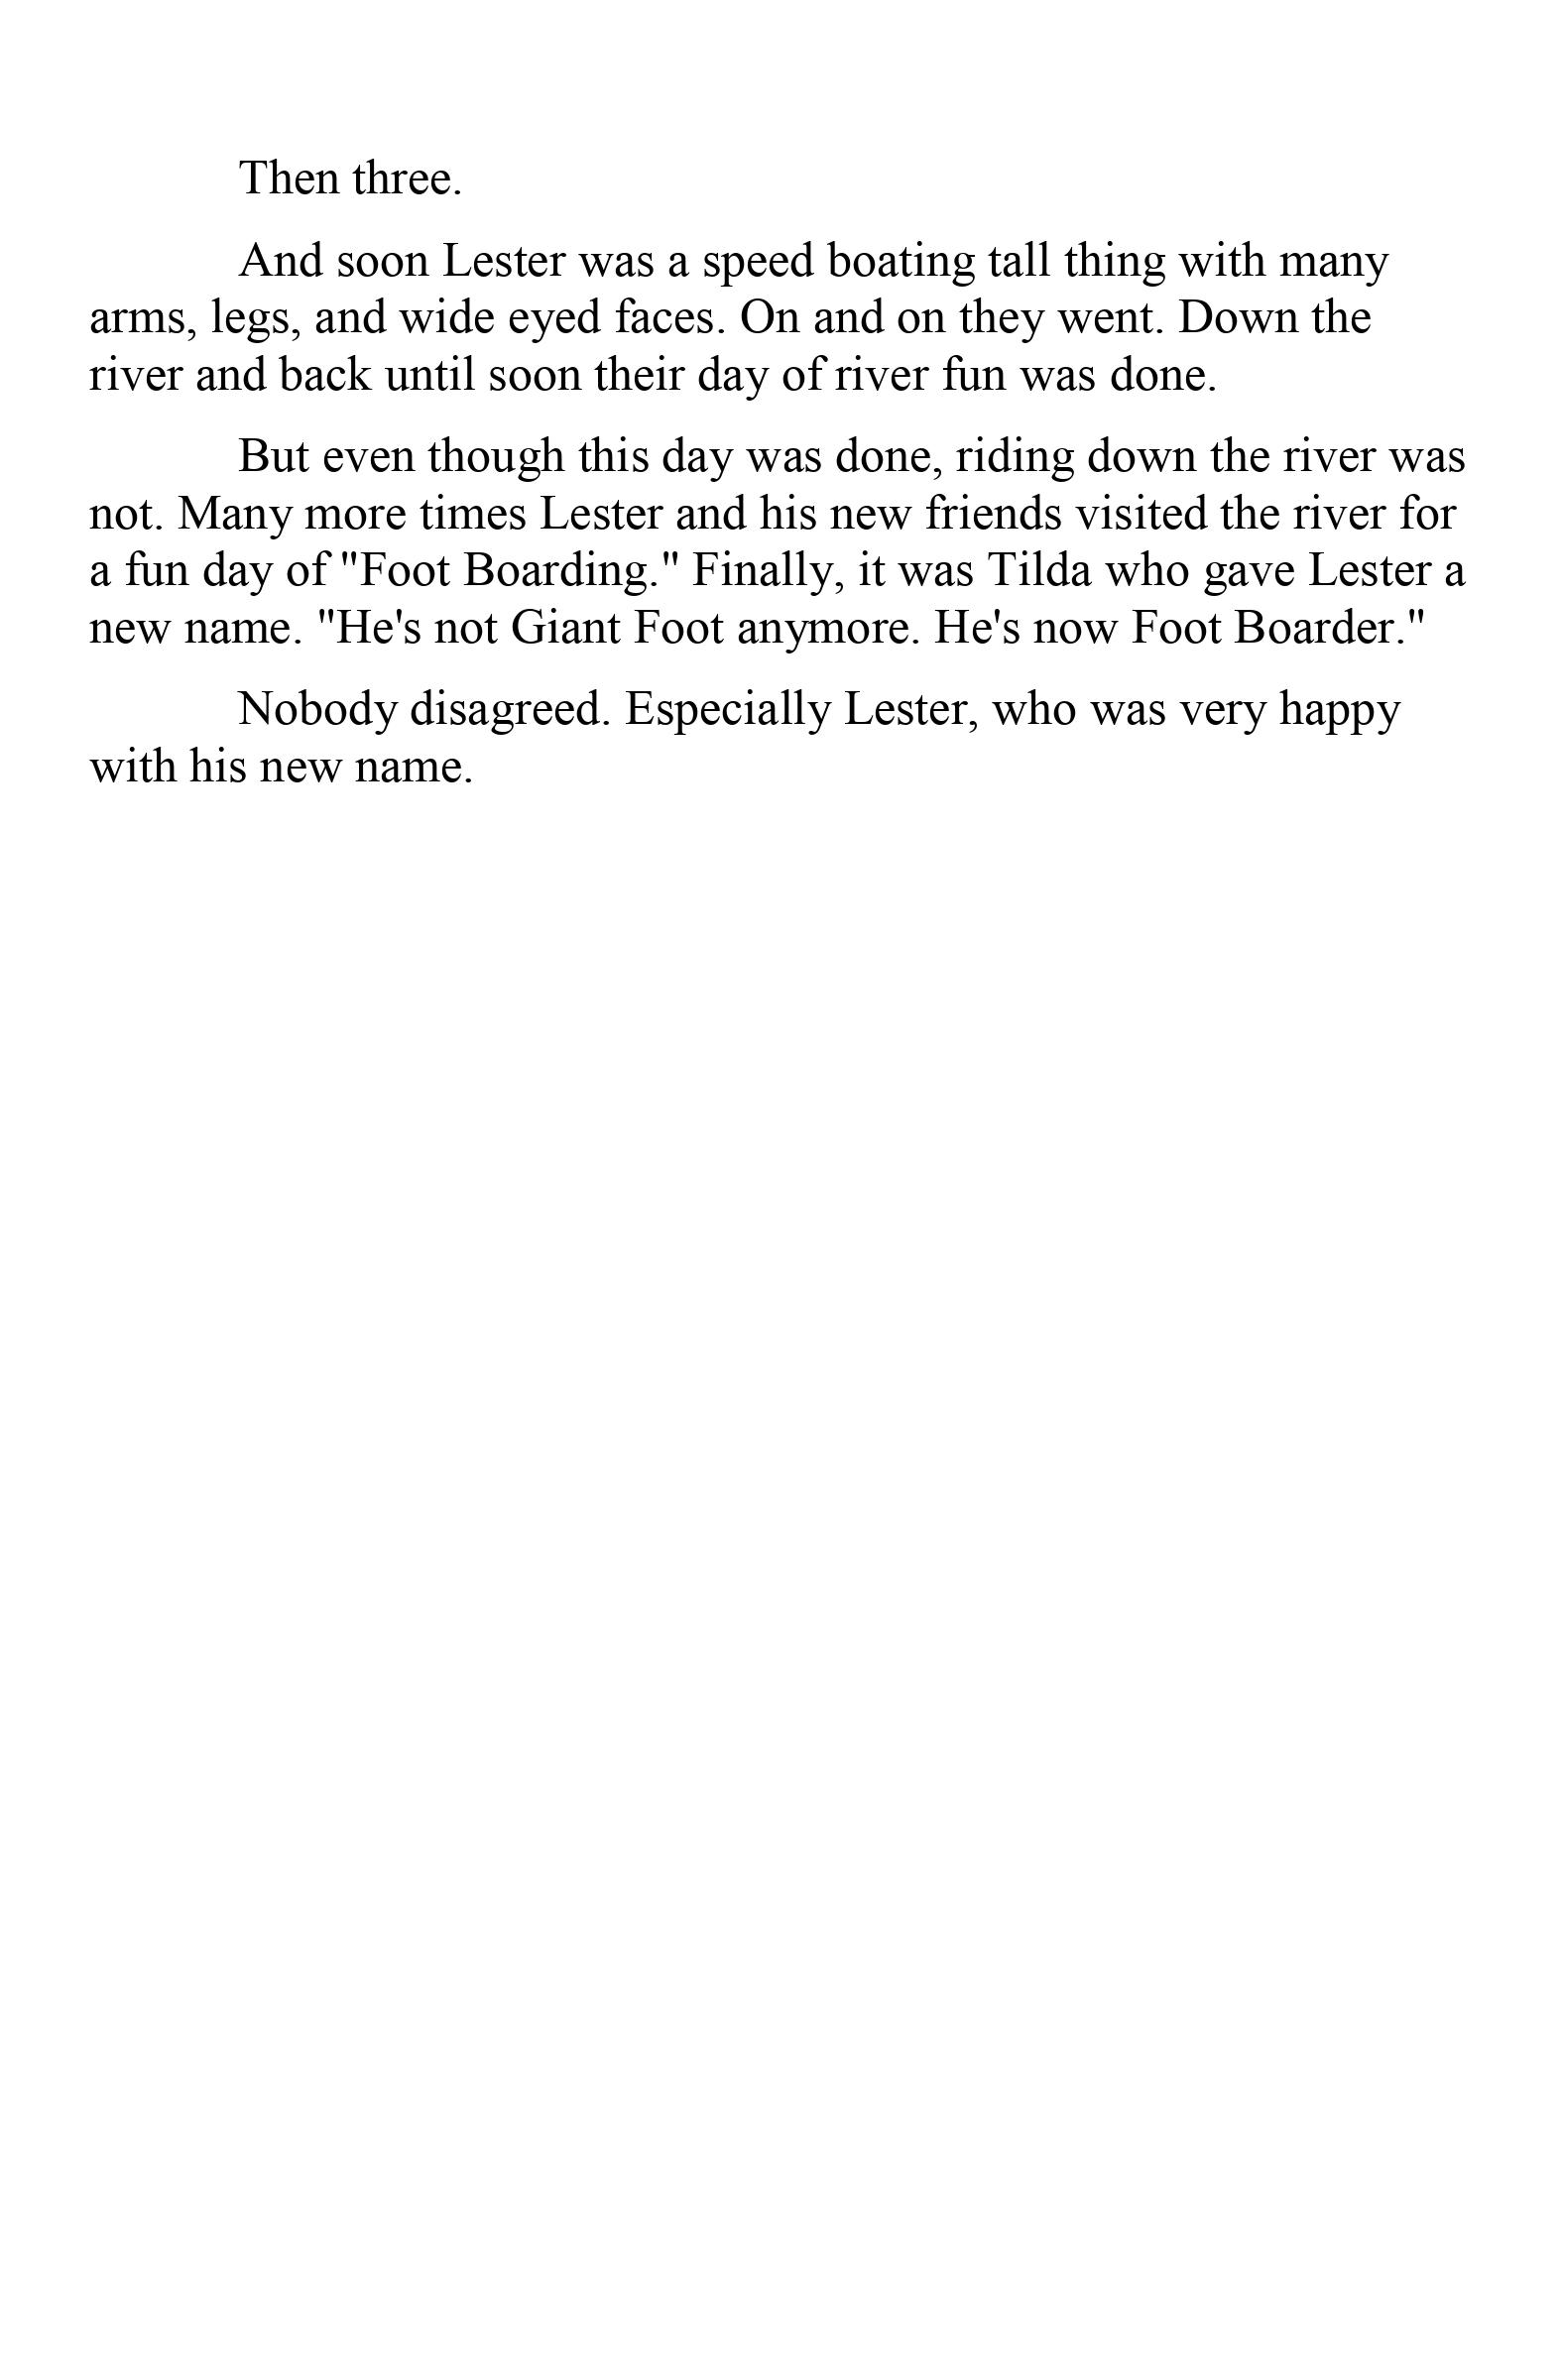 Then three.
And soon Lester was a speed boating tall thing with many
arms, legs, and wide eyed faces. On and on they went. Down the
river and back until soon their day of river fun was done.
But even though this day was done, riding down the river was
not. Many more times Lester and his new friends visited the river for
a fun day of "Foot Boarding." Finally, it was Tilda who gave Lester a
new name. "He's not Giant Foot anymore. He's now Foot Boarder."
Nobody disagreed. Especially Lester, who was very happy
with his new name.